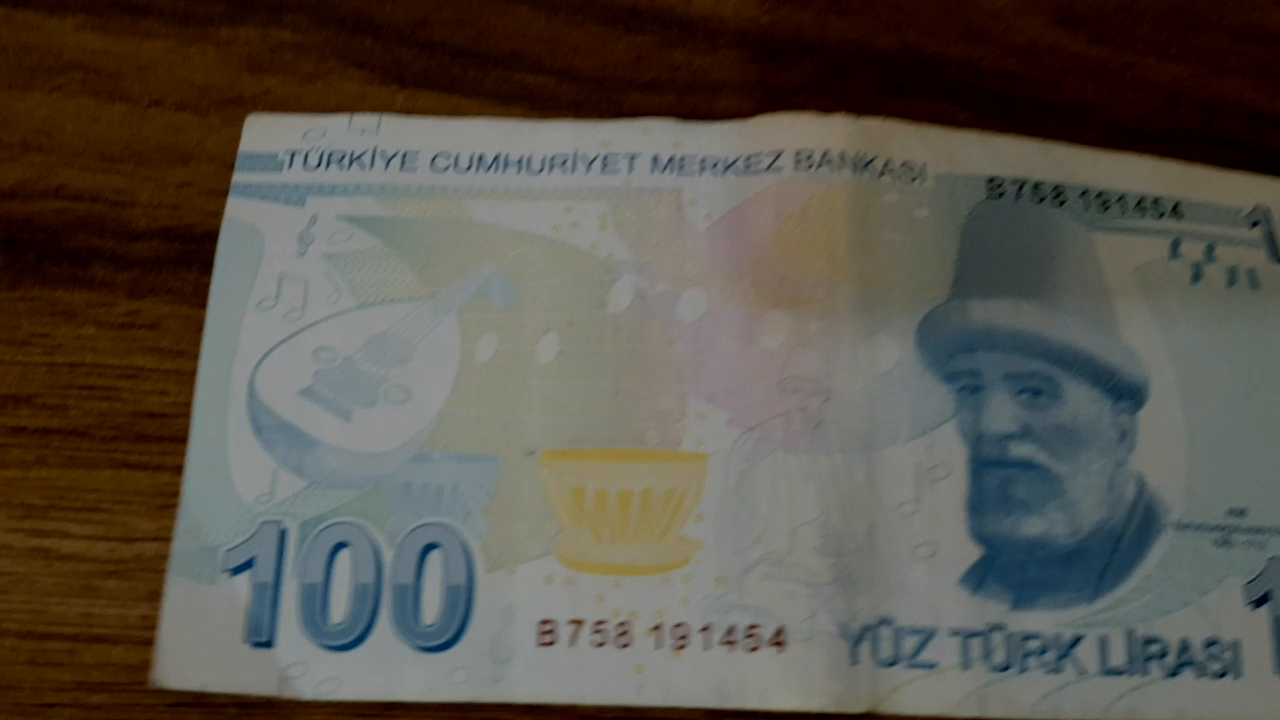 TÜRKİYE CUMHURİYET MERKEZ BANKASI
B758 191454
100
B758 191454
YÜZ TÜRK LİRASI